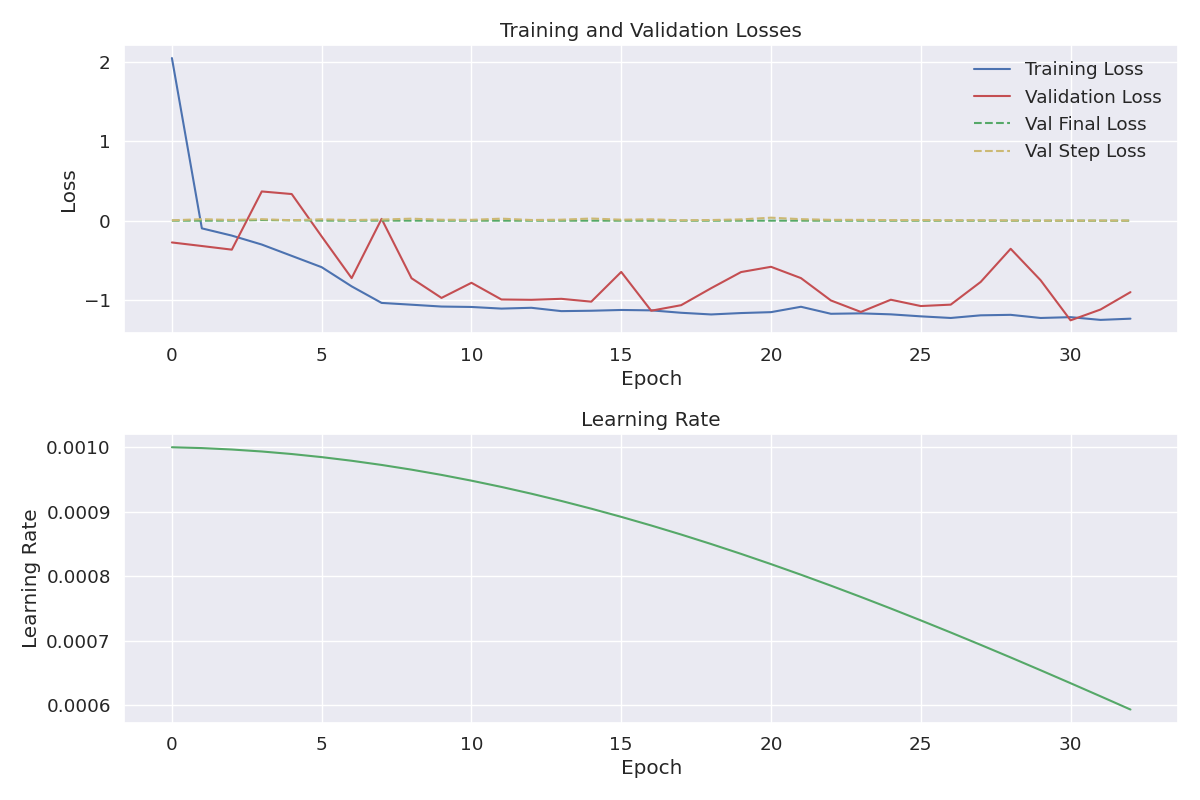 Training and Validation Losses
Loss
2
1
0
−1
Training Loss
Validation Loss
Val Final Loss
Val Step Loss
0 5 10 15 20 25 30
Epoch
Learning Rate
Learning Rate
0.0010
0.0009
0.0008
0.0007
0.0006
0 5 10 15 20 25 30
Epoch